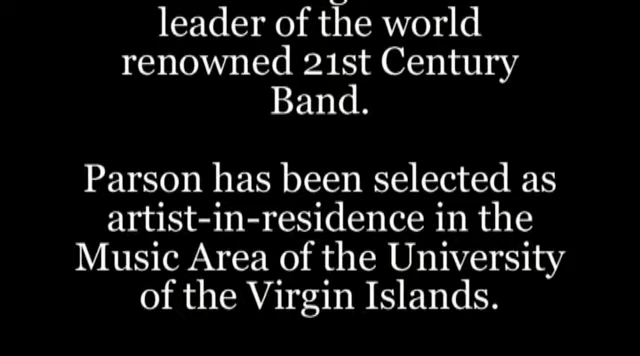 leader of the world
renowned 21st Century
Band.
Parson has been selected as
artist-in-residence in the
Music Area of the University
of the Virgin Islands.